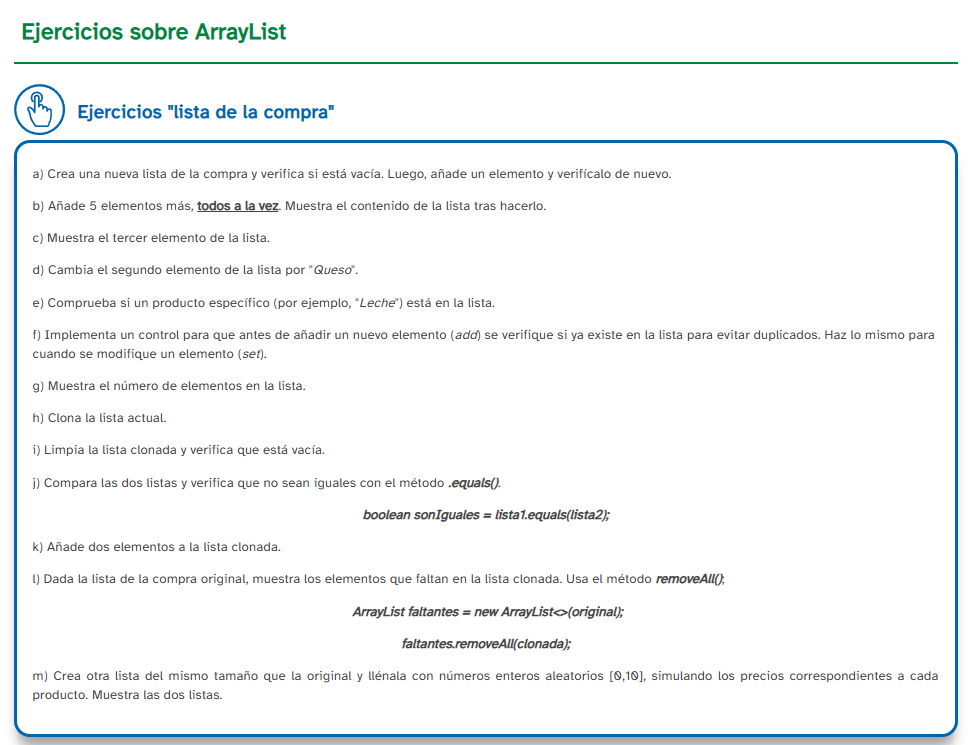 Ejercicios sobre ArrayList
Ejercicios "lista de la compra"
a) Crea una nueva lista de la compra y verifica si está vacía. Luego, añade un elemento y verifícalo de nuevo.
b) Añade 5 elementos más, todos a la vez. Muestra el contenido de la lista tras hacerlo.
c) Muestra el tercer elemento de la lista.
d) Cambia el segundo elemento de la lista por "Queso".
e) Comprueba si un producto específico (por ejemplo, "Leche") está en la lista.
f) Implementa un control para que antes de añadir un nuevo elemento (add) se verifique si ya existe en la lista para evitar duplicados. Haz lo mismo para
cuando se modifique un elemento (set).
g) Muestra el número de elementos en la lista.
h) Clona la lista actual.
i) Limpia la lista clonada y verifica que está vacía.
j) Compara las dos listas y verifica que no sean iguales con el método .equals().
boolean sonIguales = lista1.equals(lista2);
k) Añade dos elementos a la lista clonada.
l) Dada la lista de la compra original, muestra los elementos que faltan en la lista clonada. Usa el método removeAll();
ArrayList faltantes = new ArrayList<>(original);
faltantes.removeAll(clonada);
m) Crea otra lista del mismo tamaño que la original y llénala con números enteros aleatorios [0,10], simulando los precios correspondientes a cada
producto. Muestra las dos listas.